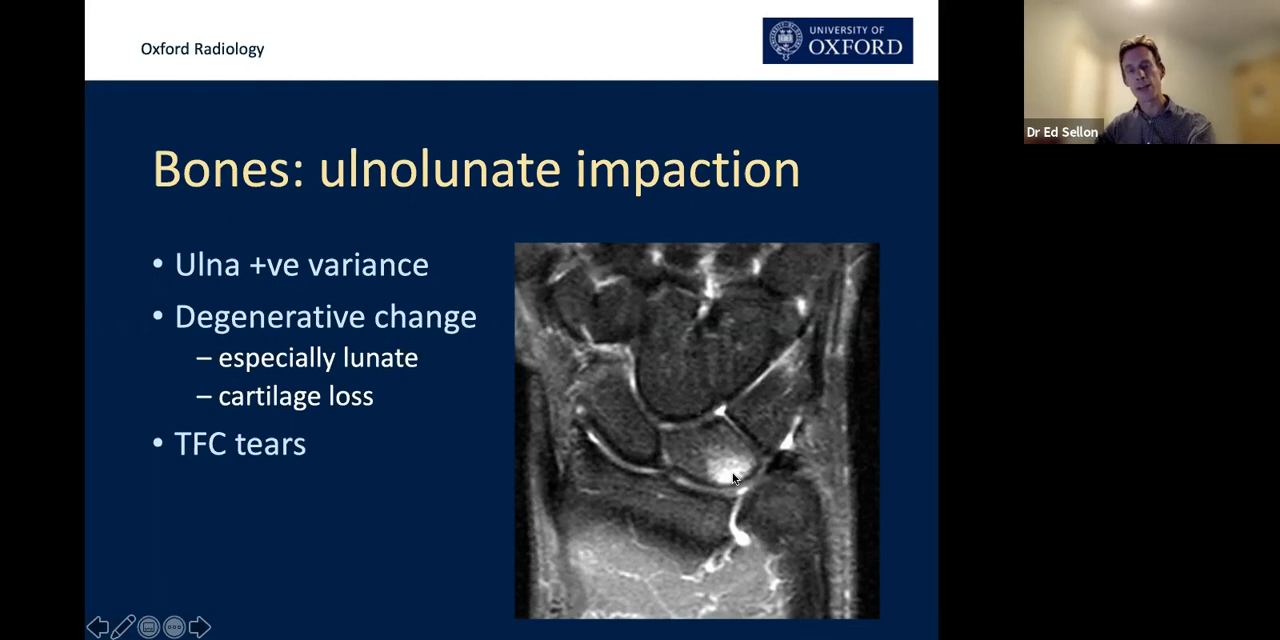 Oxford Radiology
UNIVERSITY OF
OXFORD
Dr Ed Sellon
Bones: ulnolunate impaction
• Ulna +ve variance
• Degenerative change
– especially lunate
– cartilage loss
• TFC tears